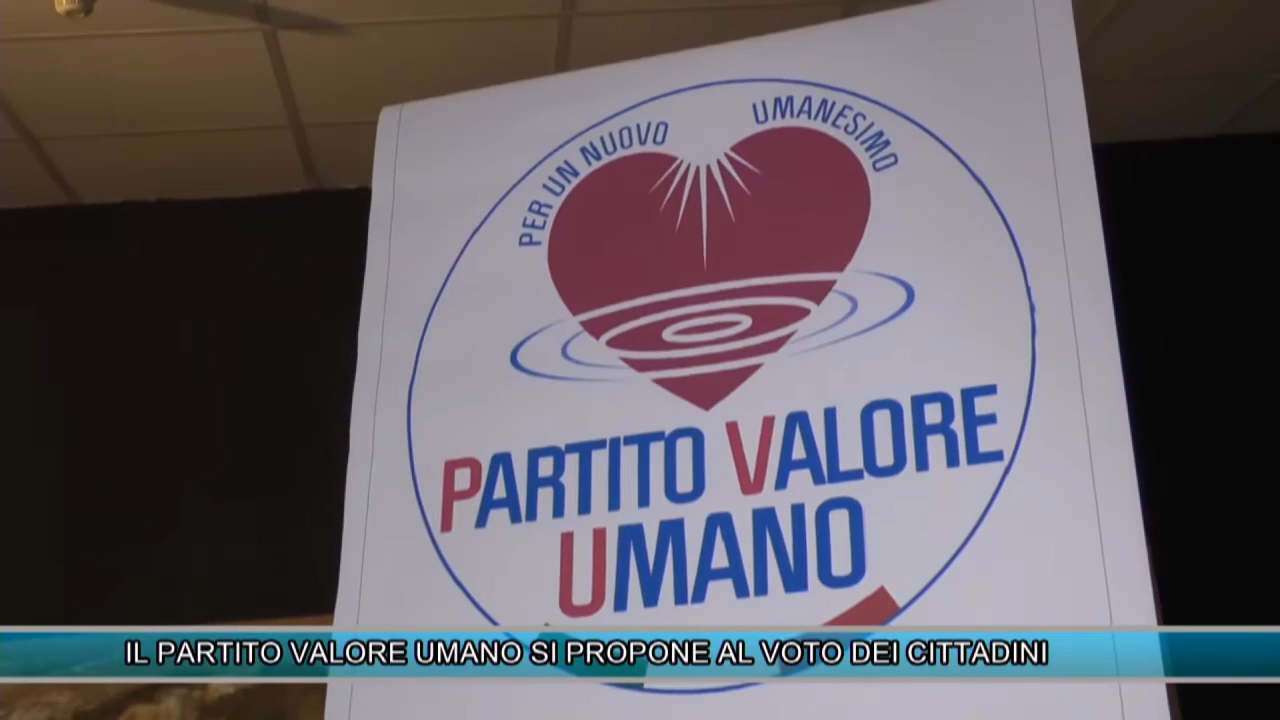 PER UN NUOVO UMANESIMO
PARTITO VALORE
UMANO
IL PARTITO VALORE UMANO SI PROPONE AL VOTO DEI CITTADINI